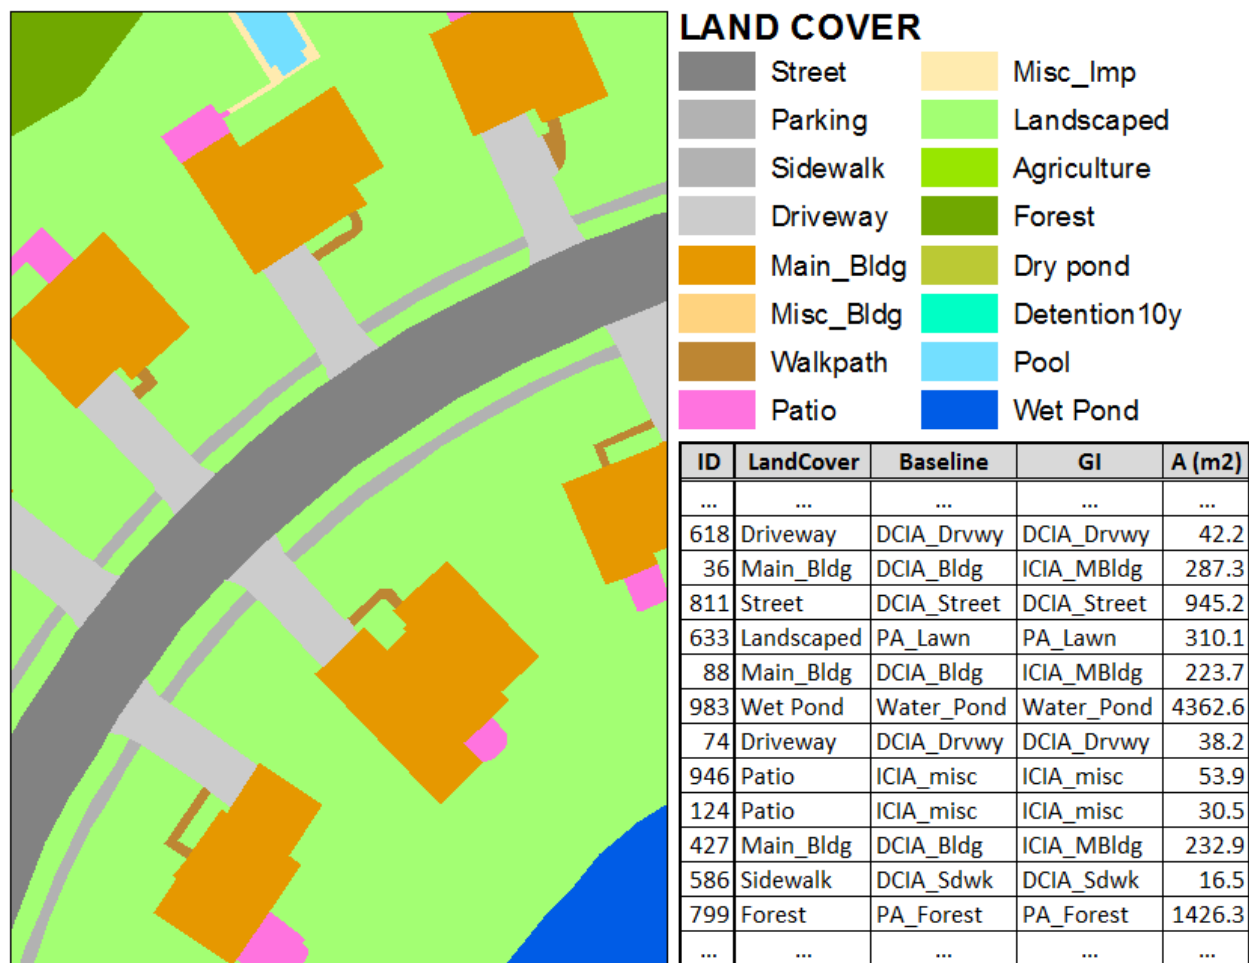 LAND COVER
Street Misc_Imp
Parking Landscaped
Sidewalk Agriculture
Driveway Forest
Main_Bldg Dry pond
Misc_Bldg Detention10y
Walkpath Pool
Patio Wet Pond
ID LandCover Baseline GI A (m2)
... ... ... ... ...
618 Driveway DCIA_Drvwy DCIA_Drvwy 42.2
36 Main_Bldg DCIA_Bldg ICIA_MBldg 287.3
811 Street DCIA_Street DCIA_Street 945.2
633 Landscaped PA_Lawn PA_Lawn 310.1
88 Main_Bldg DCIA_Bldg ICIA_MBldg 223.7
983 Wet Pond Water_Pond Water_Pond 4362.6
74 Driveway DCIA_Drvwy DCIA_Drvwy 38.2
946 Patio ICIA_misc ICIA_misc 53.9
124 Patio ICIA_misc ICIA_misc 30.5
427 Main_Bldg DCIA_Bldg ICIA_MBldg 232.9
586 Sidewalk DCIA_Sdwk DCIA_Sdwk 16.5
799 Forest PA_Forest PA_Forest 1426.3
... ... ... ... ...